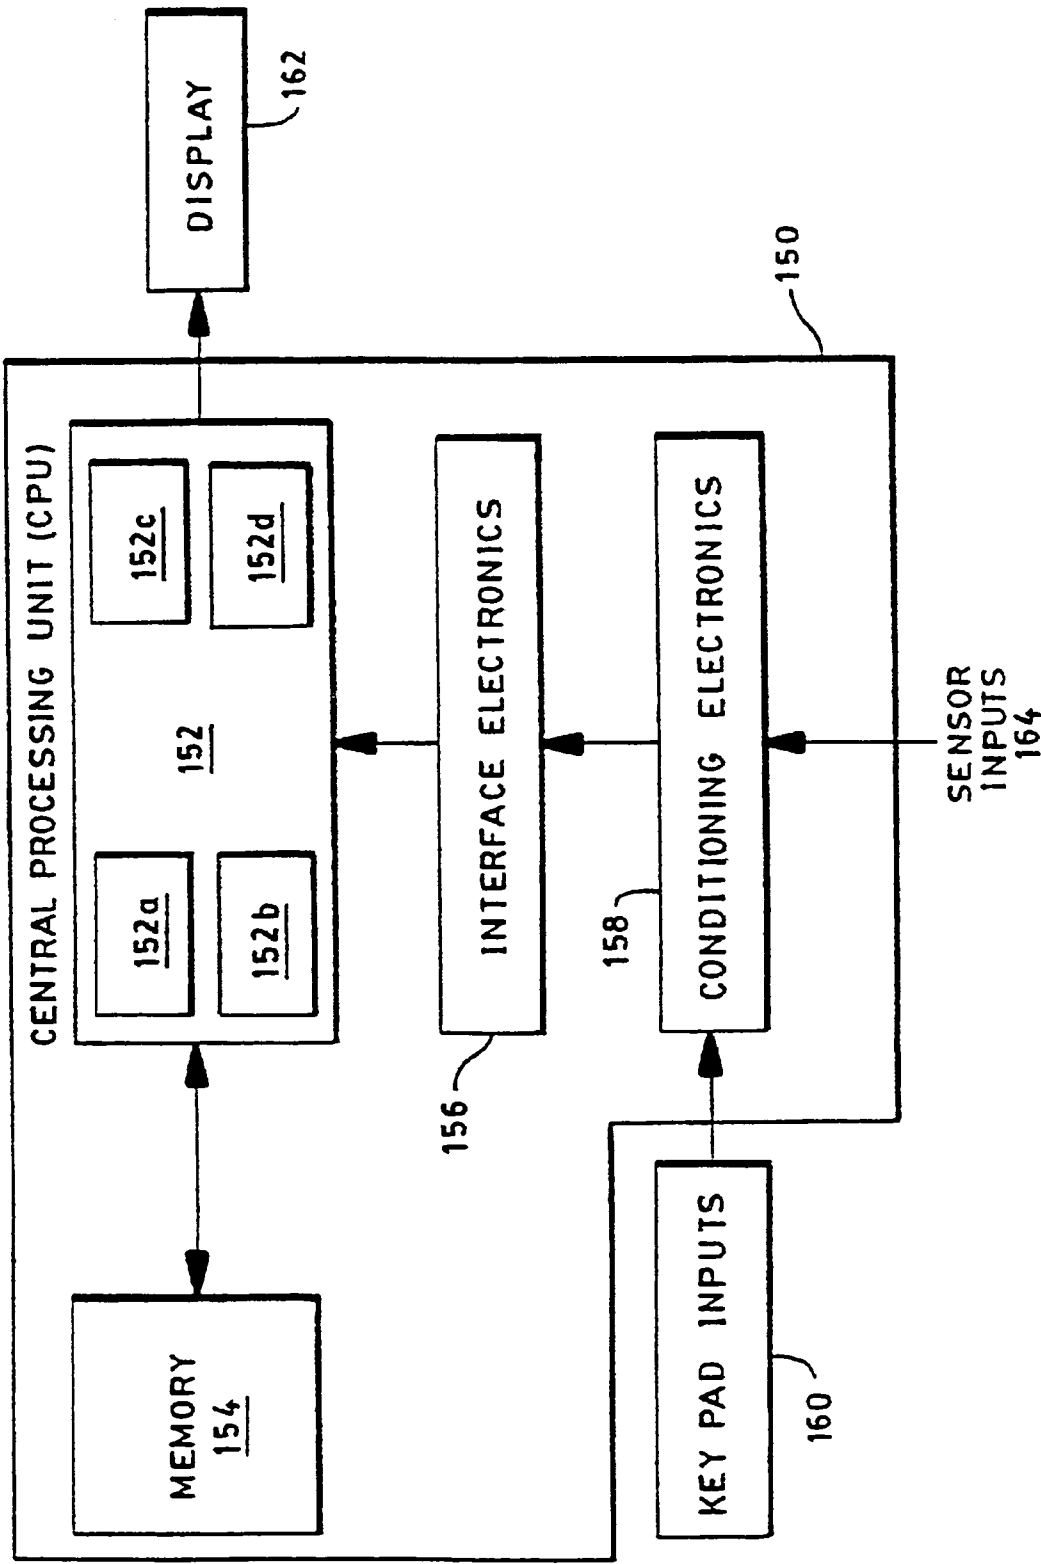 CENTRAL PROCESSING UNIT (CPU)
MEMORY
154
152a
152b
152
152c
152d
DISPLAY
162
156
INTERFACE ELECTRONICS
158
CONDITIONING ELECTRONICS
150
KEY PAD INPUTS
160
SENSOR
INPUTS
164